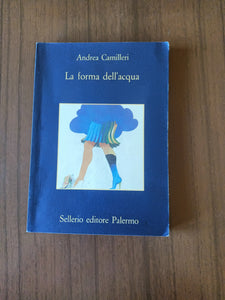 Andrea Camilleri
La forma dell'acqua
Sellerio editore Palermo